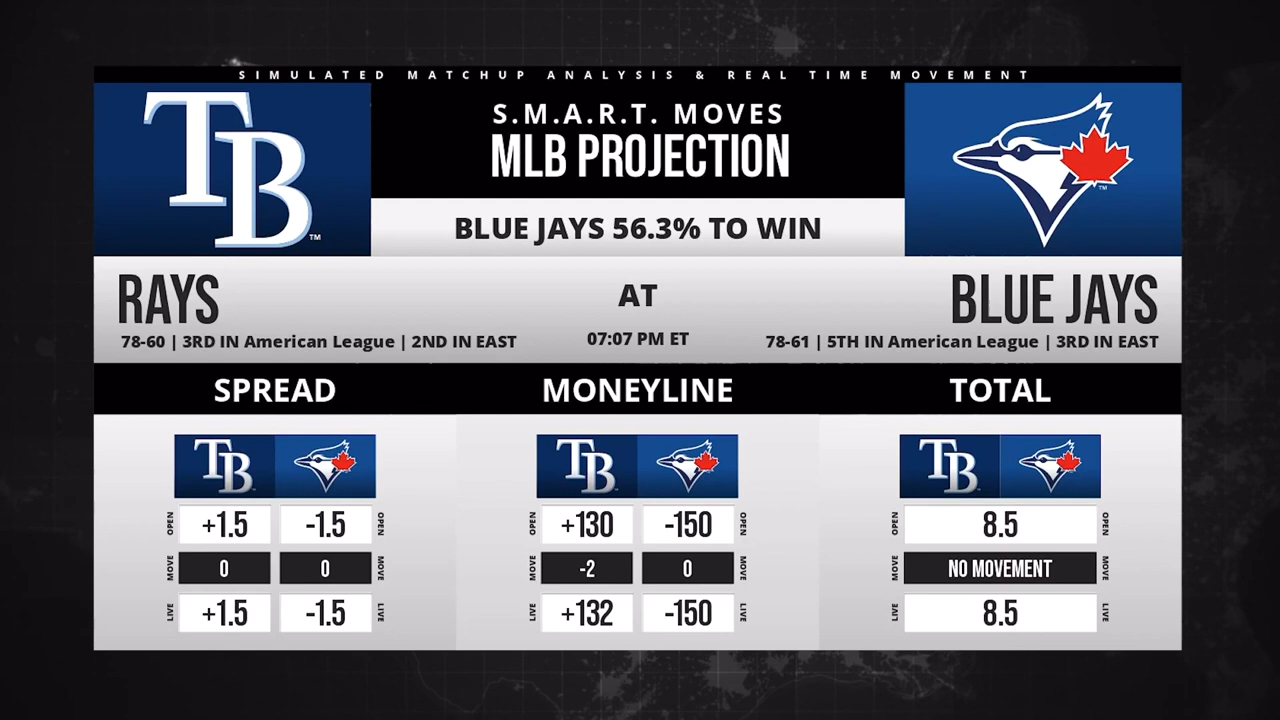 SIMULATED MATCHUP ANALYSIS & REAL TIME MOVEMENT
TB™
S.M.A.R.T. MOVES
MLB PROJECTION
BLUE JAYS 56.3% TO WIN
™
RAYS
AT
BLUE JAYS
78-60 | 3RD IN American League | 2ND IN EAST
07:07 PM ET
78-61 | 5TH IN American League | 3RD IN EAST
SPREAD
MONEYLINE
TOTAL
TB
TB
TB
OPEN +1.5 -1.5 OPEN
MOVE 0 0 MOVE
LIVE +1.5 -1.5 LIVE
OPEN +130 -150 OPEN
MOVE -2 0 MOVE
LIVE +132 -150 LIVE
OPEN 8.5 OPEN
MOVE NO MOVEMENT MOVE
LIVE 8.5 LIVE